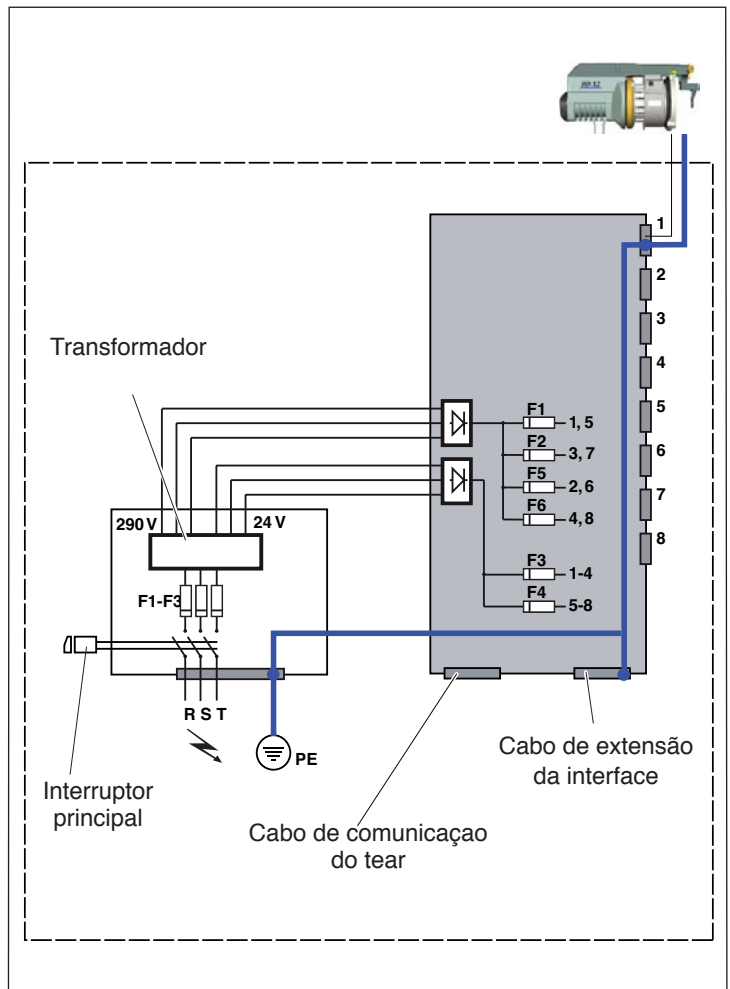 HD X2
1
2
3
4
5
6
7
8
Transformador
F1
1, 5
F2
3, 7
F5
2, 6
F6
4, 8
F3
1-4
F4
5-8
290 V
24 V
F1-F3
R S T
PE
Interruptor
principal
Cabo de extensão
da interface
Cabo de comunicaçao
do tear